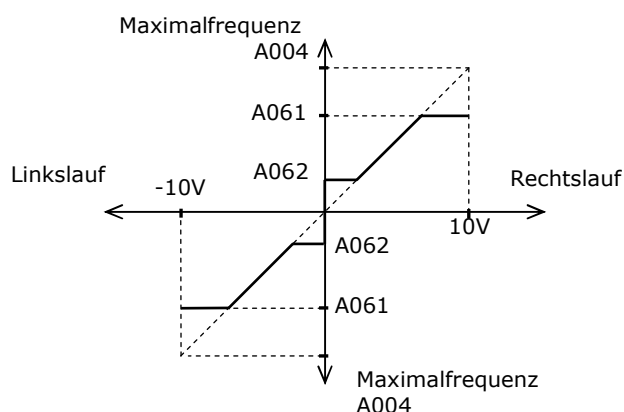 Maximalfrequenz
A004
A061
A062
Linkslauf
-10V
Rechtslauf
10V
A062
A061
Maximalfrequenz
A004